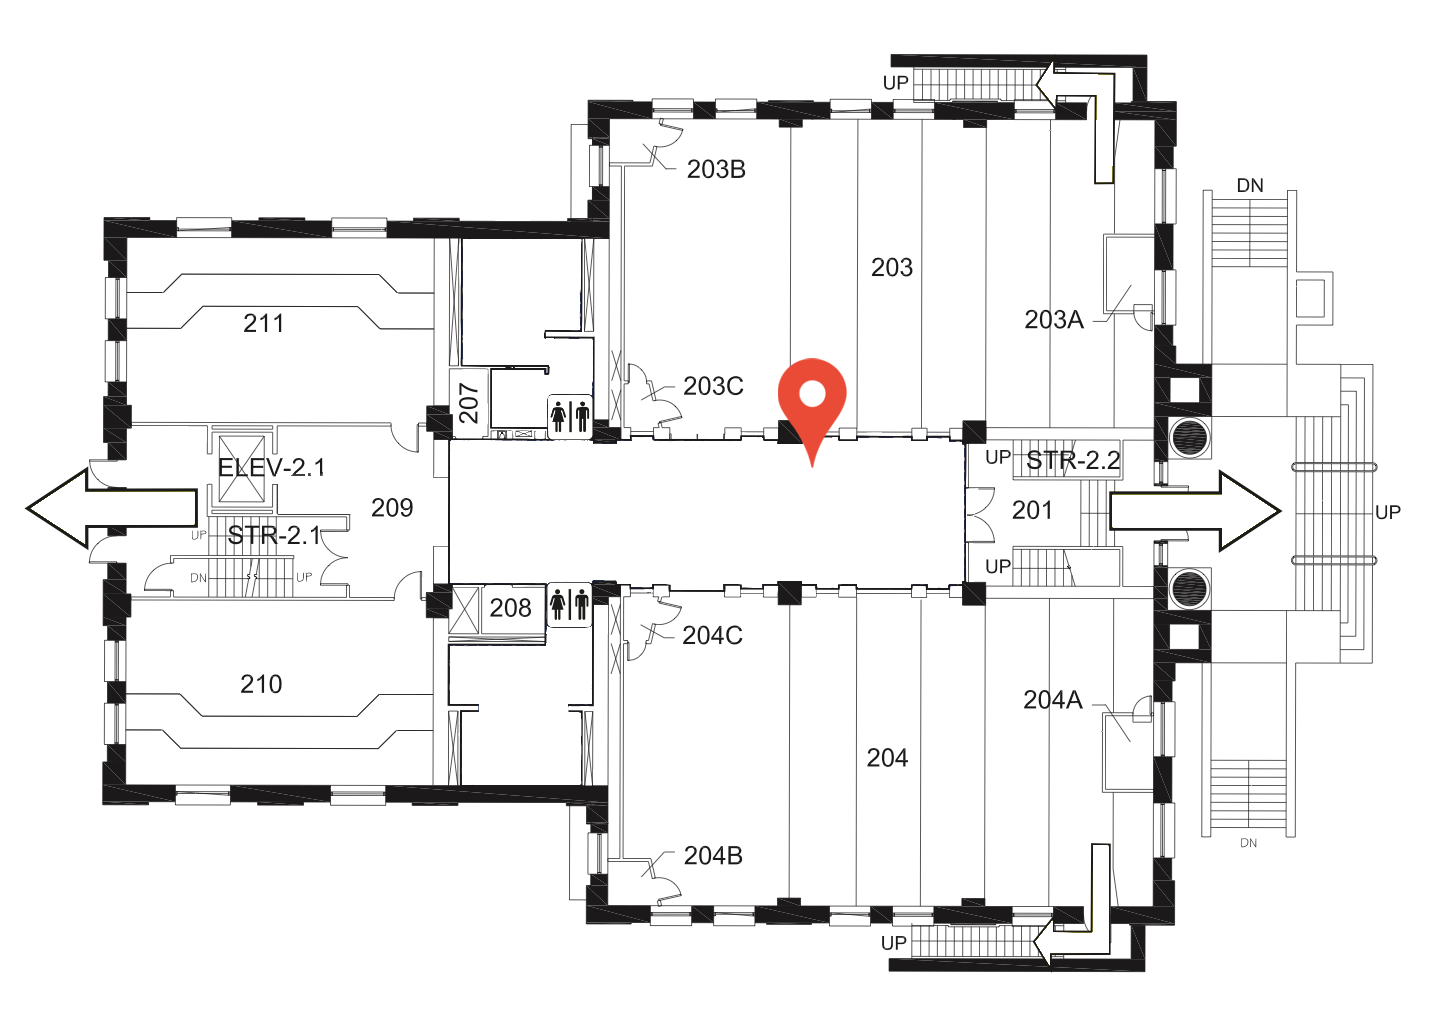 UP
203B
DN
203
211
203A
203C
207
ELEV-2.1
UP STR-2.2
209
201
UP
UP STR-2.1
DN UP
UP
208
204C
210
204A
204
DN
204B
UP